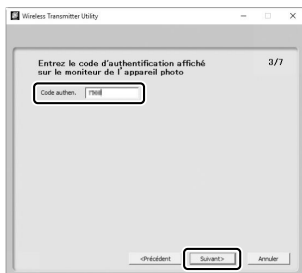 Wireless Transmitter Utility
Entrez le code d'authentification affiché
sur le moniteur de l'appareil photo
3/7
Code authen.
<Précédent
Suivant>
Annuler